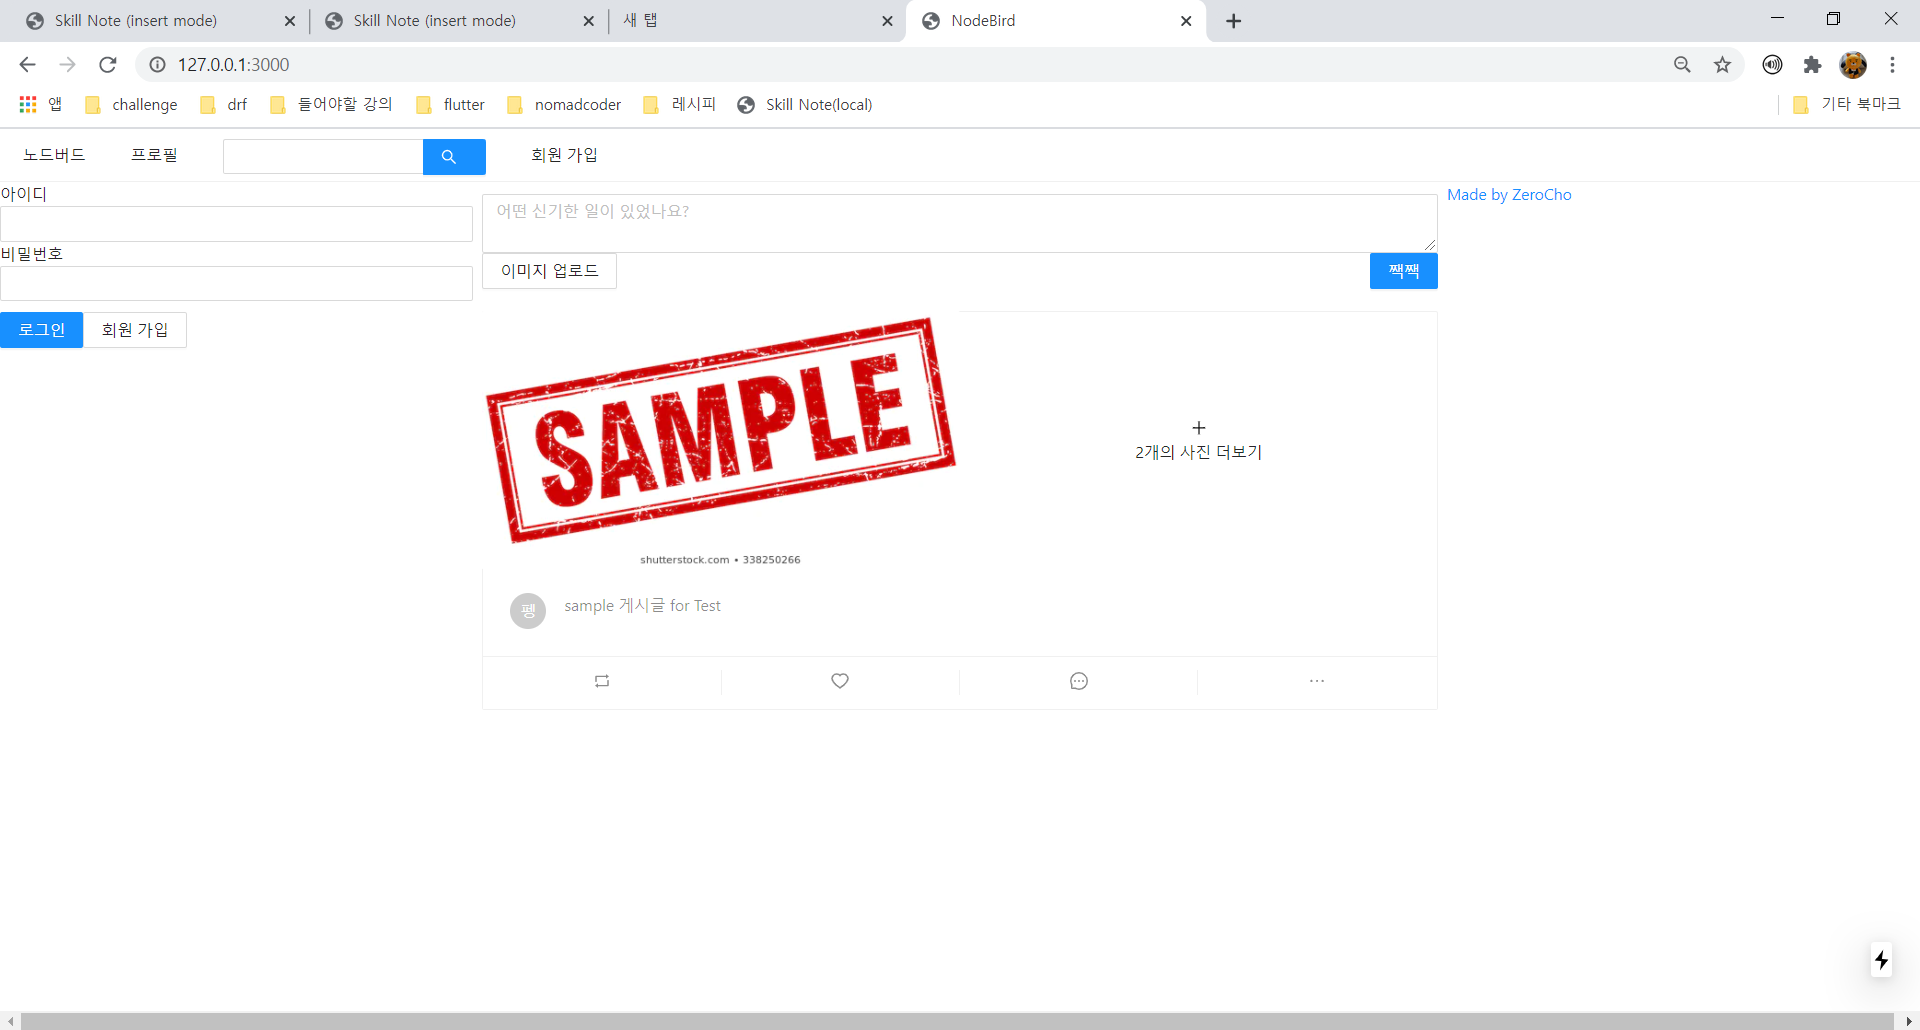 Skill Note (insert mode)
Skill Note (insert mode)
새 탭
NodeBird
127.0.0.1:3000
앱
challenge
drf
들어야할 강의
flutter
nomadcoder
레시피
Skill Note(local)
기타 북마크
노드버드
프로필
회원 가입
아이디
비밀번호
로그인
회원 가입
어떤 신기한 일이 있었나요?
이미지 업로드
짹짹
SAMPLE
shutterstock.com • 338250266
2개의 사진 더보기
펭
sample 게시글 for Test
Made by ZeroCho